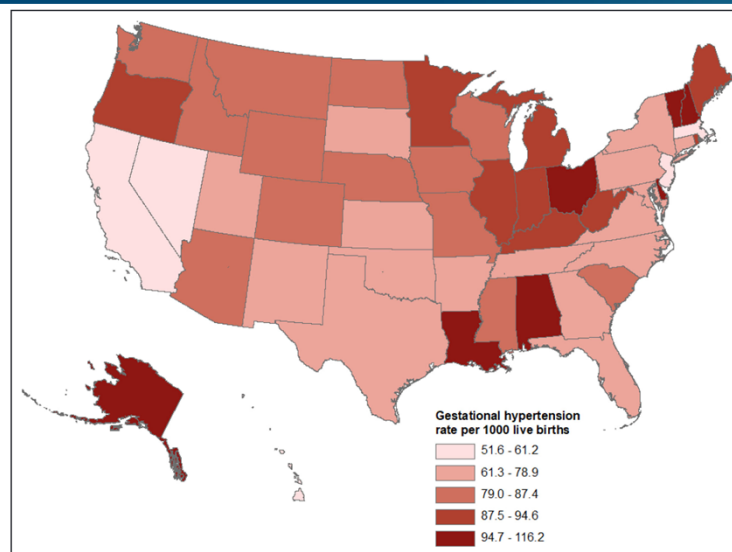 Gestational hypertension
rate per 1000 live births
51.6 - 61.2
61.3 - 78.9
79.0 - 87.4
87.5 - 94.6
94.7 - 116.2